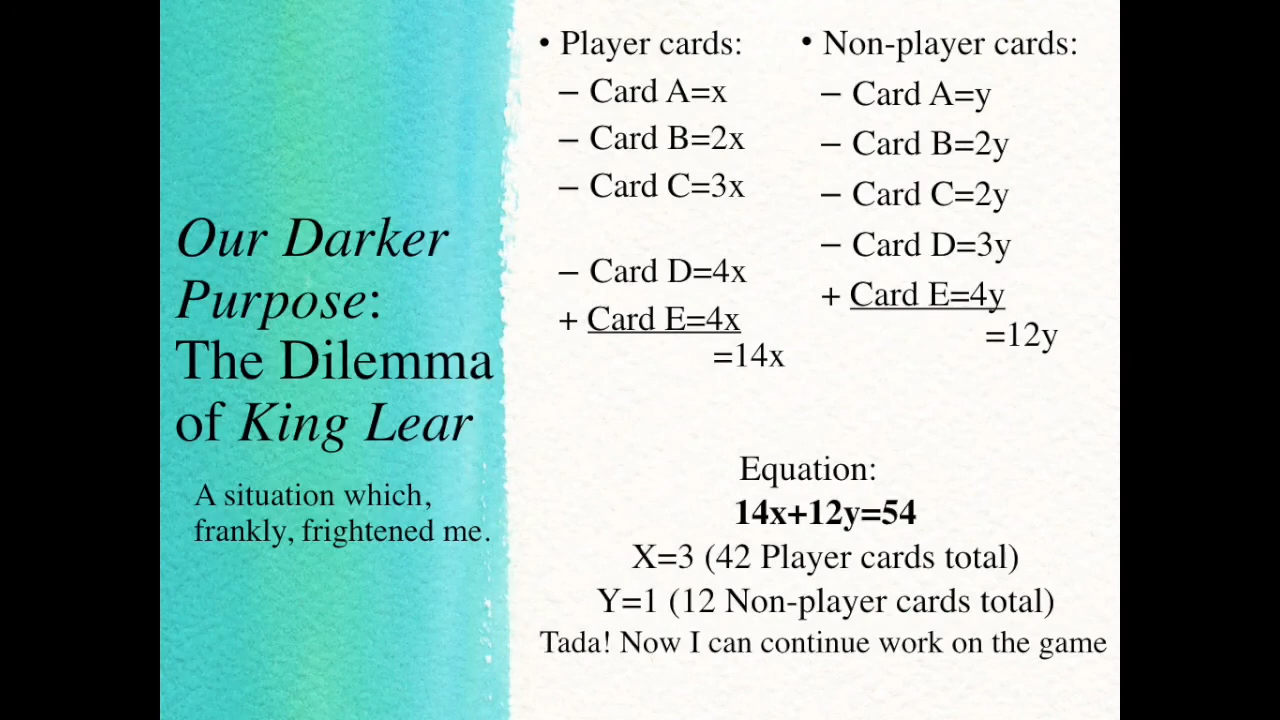 Our Darker
Purpose:
The Dilemma
of King Lear
A situation which,
frankly, frightened me.
• Player cards:
– Card A=x
– Card B=2x
– Card C=3x
– Card D=4x
+ Card E=4x
=14x
• Non-player cards:
– Card A=y
– Card B=2y
– Card C=2y
– Card D=3y
+ Card E=4y
=12y
Equation:
14x+12y=54
X=3 (42 Player cards total)
Y=1 (12 Non-player cards total)
Tada! Now I can continue work on the game